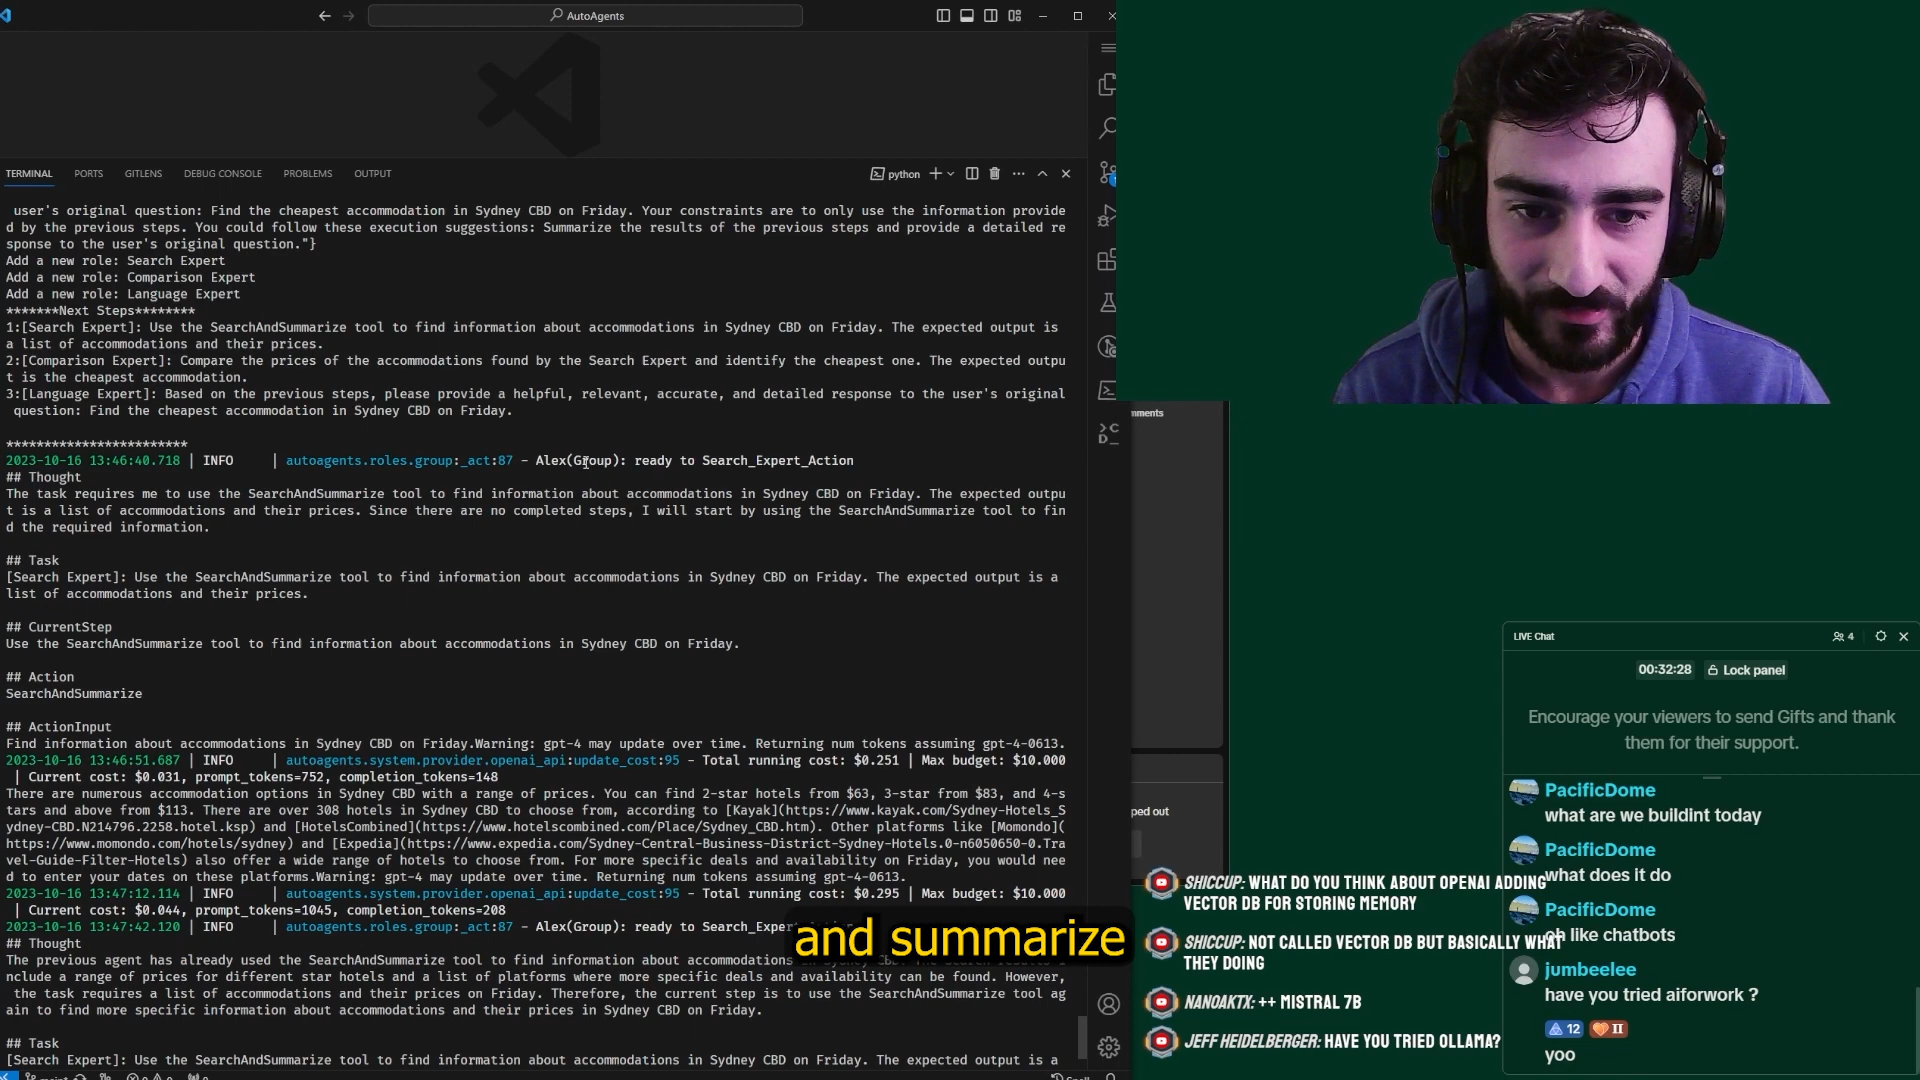 AutoAgents
TERMINAL
PORTS
GITLENS
DEBUG CONSOLE
PROBLEMS
OUTPUT
python
user's original question: Find the cheapest accommodation in Sydney CBD on Friday. Your constraints are to only use the information provide
d by the previous steps. You could follow these execution suggestions: Summarize the results of the previous steps and provide a detailed re
sponse to the user's original question."}
Add a new role: Search Expert
Add a new role: Comparison Expert
Add a new role: Language Expert
*******Next Steps********
1:[Search Expert]: Use the SearchAndSummarize tool to find information about accommodations in Sydney CBD on Friday. The expected output is
a list of accommodations and their prices.
2:[Comparison Expert]: Compare the prices of the accommodations found by the Search Expert and identify the cheapest one. The expected outpu
t is the cheapest accommodation.
3:[Language Expert]: Based on the previous steps, please provide a helpful, relevant, accurate, and detailed response to the user's original
question: Find the cheapest accommodation in Sydney CBD on Friday.
************************
2023-10-16 13:46:40.718 | INFO | autoagents.roles.group:_act:87 - Alex(Group): ready to Search_Expert_Action
## Thought
The task requires me to use the SearchAndSummarize tool to find information about accommodations in Sydney CBD on Friday. The expected outpu
t is a list of accommodations and their prices. Since there are no completed steps, I will start by using the SearchAndSummarize tool to fin
d the required information.
## Task
[Search Expert]: Use the SearchAndSummarize tool to find information about accommodations in Sydney CBD on Friday. The expected output is a
list of accommodations and their prices.
## CurrentStep
Use the SearchAndSummarize tool to find information about accommodations in Sydney CBD on Friday.
## Action
SearchAndSummarize
## ActionInput
Find information about accommodations in Sydney CBD on Friday.Warning: gpt-4 may update over time. Returning num tokens assuming gpt-4-0613.
2023-10-16 13:46:51.687 | INFO | autoagents.system.provider.openai_api:update_cost:95 - Total running cost: $0.251 | Max budget: $10.000
| Current cost: $0.031, prompt_tokens=752, completion_tokens=148
There are numerous accommodation options in Sydney CBD with a range of prices. You can find 2-star hotels from $63, 3-star from $83, and 4-s
tars and above from $113. There are over 308 hotels in Sydney CBD to choose from, according to [Kayak](https://www.kayak.com/Sydney-Hotels_S
ydney-CBD.N214796.2258.hotel.ksp) and [HotelsCombined](https://www.hotelscombined.com/Place/Sydney_CBD.htm). Other platforms like [Momondo](
https://www.momondo.com/hotels/sydney) and [Expedia](https://www.expedia.com/Sydney-Central-Business-District-Sydney-Hotels.0-n6050650-0.Tra
vel-Guide-Filter-Hotels) also offer a wide range of hotels to choose from. For more specific deals and availability on Friday, you would nee
d to enter your dates on these platforms.Warning: gpt-4 may update over time. Returning num tokens assuming gpt-4-0613.
2023-10-16 13:47:12.114 | INFO | autoagents.system.provider.openai_api:update_cost:95 - Total running cost: $0.295 | Max budget: $10.000
| Current cost: $0.044, prompt_tokens=1045, completion_tokens=208
2023-10-16 13:47:42.120 | INFO | autoagents.roles.group:_act:87 - Alex(Group): ready to Search_Exper
## Thought
The previous agent has already used the SearchAndSummarize tool to find information about accommodations
nclude a range of prices for different star hotels and a list of platforms where more specific deals and availability can be found. However,
the task requires a list of accommodations and their prices on Friday. Therefore, the current step is to use the SearchAndSummarize tool ag
ain to find more specific information about accommodations and their prices in Sydney CBD on Friday.
## Task
[Search Expert]: Use the SearchAndSummarize tool to find information about accommodations in Sydney CBD on Friday. The expected output is a
and summarize
mments
ped out
SHICCUP: WHAT DO YOU THINK ABOUT OPENAI ADDING
VECTOR DB FOR STORING MEMORY
SHICCUP: NOT CALLED VECTOR DB BUT BASICALLY WHAT
THEY DOING
NANOAKTX: ++ MISTRAL 7B
JEFF HEIDELBERGER: HAVE YOU TRIED OLLAMA?
LIVE Chat
4
00:32:28
Lock panel
Encourage your viewers to send Gifts and thank
them for their support.
PacificDome
what are we buildint today
PacificDome
what does it do
PacificDome
oh like chatbots
jumbeelee
have you tried aiforwork ?
12
II
yoo